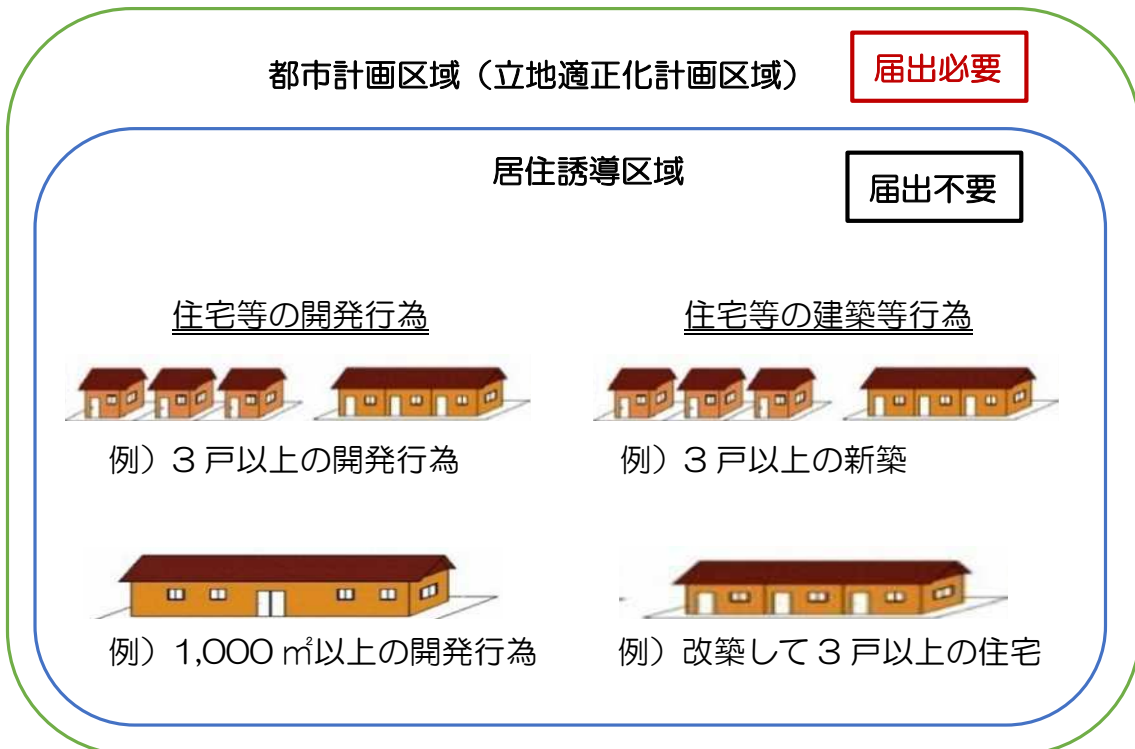 都市計画区域（立地適正化計画区域）
届出必要
居住誘導区域
届出不要
住宅等の開発行為
住宅等の建築等行為
例）3戸以上の開発行為
例）3戸以上の新築
例）1,000㎡以上の開発行為
例）改築して3戸以上の住宅